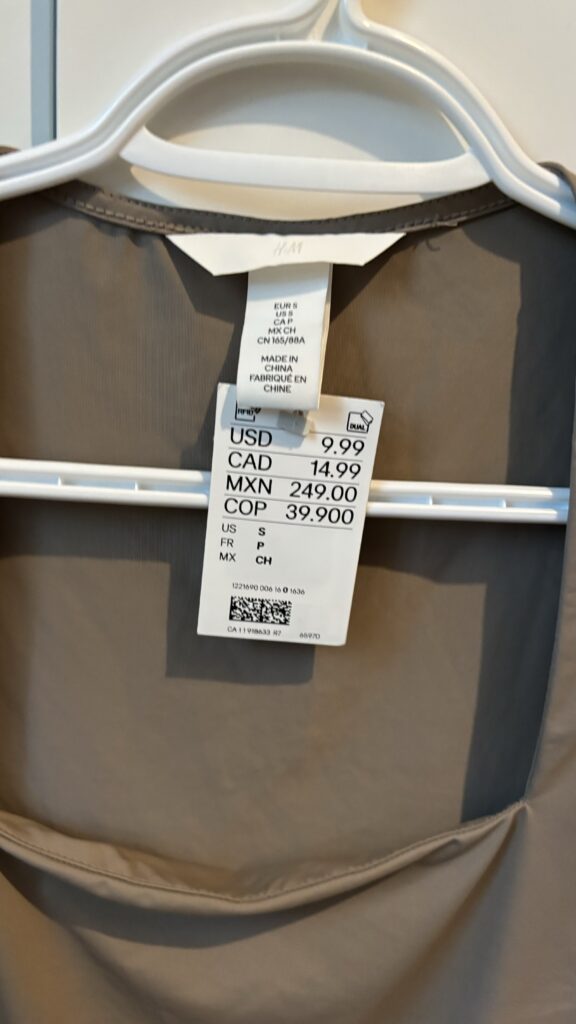 H&M
EUR S
US S
CA P
MX CH
CN 165/88A
MADE IN
CHINA
FABRIQUÉ EN
CHINE
RFID
DUAL
USD 9.99
CAD 14.99
MXN 249.00
COP 39.900
US S
FR P
MX CH
1221690 006 16 0 1636
CA 11918633 R7 65970